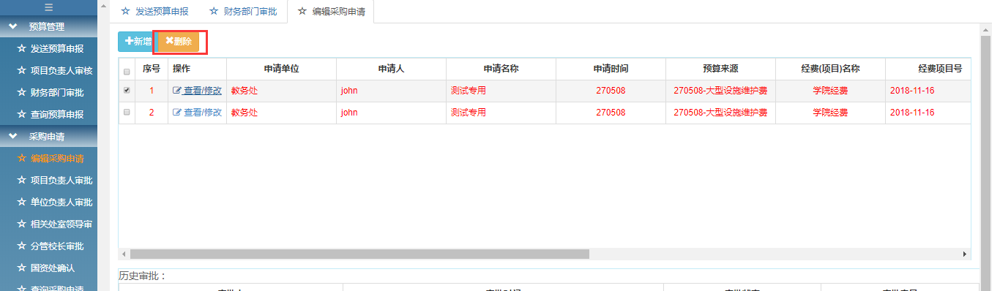 预算管理
发送预算申报
项目负责人审核
财务部门审批
查询预算申报
采购申请
编辑采购申请
项目负责人审批
单位负责人审批
相关处室领导审
分管校长审批
国资处确认
查询采购申请
发送预算申报 财务部门审批 编辑采购申请
新增 删除
序号 操作 申请单位 申请人 申请名称 申请时间 预算来源 经费(项目)名称 经费项目号
1 查看/修改 教务处 john 测试专用 270508 270508-大型设施维护费 学院经费 2018-11-16
2 查看/修改 教务处 john 测试专用 270508 270508-大型设施维护费 学院经费 2018-11-16
历史审批：